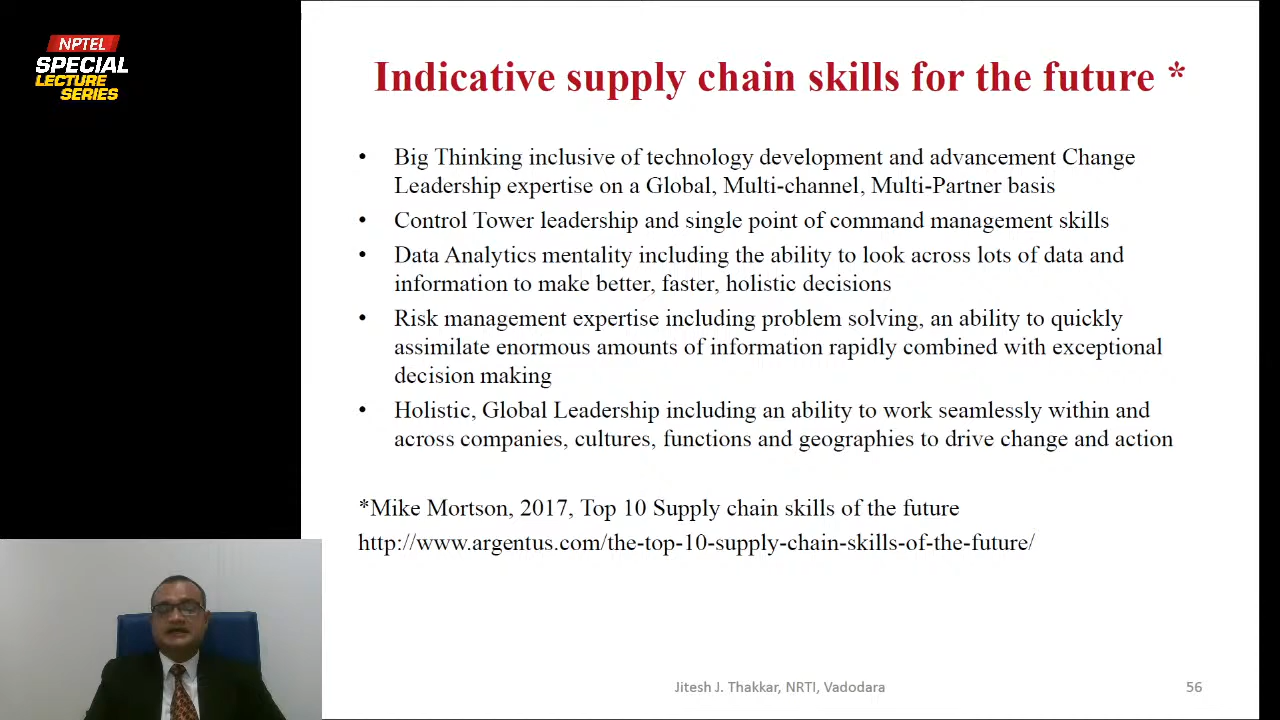 NPTEL
SPECIAL
LECTURE
SERIES
Indicative supply chain skills for the future *
• Big Thinking inclusive of technology development and advancement Change
Leadership expertise on a Global, Multi-channel, Multi-Partner basis
• Control Tower leadership and single point of command management skills
• Data Analytics mentality including the ability to look across lots of data and
information to make better, faster, holistic decisions
• Risk management expertise including problem solving, an ability to quickly
assimilate enormous amounts of information rapidly combined with exceptional
decision making
• Holistic, Global Leadership including an ability to work seamlessly within and
across companies, cultures, functions and geographies to drive change and action
*Mike Mortson, 2017, Top 10 Supply chain skills of the future
http://www.argentus.com/the-top-10-supply-chain-skills-of-the-future/
Jitesh J. Thakkar, NRTI, Vadodara
56